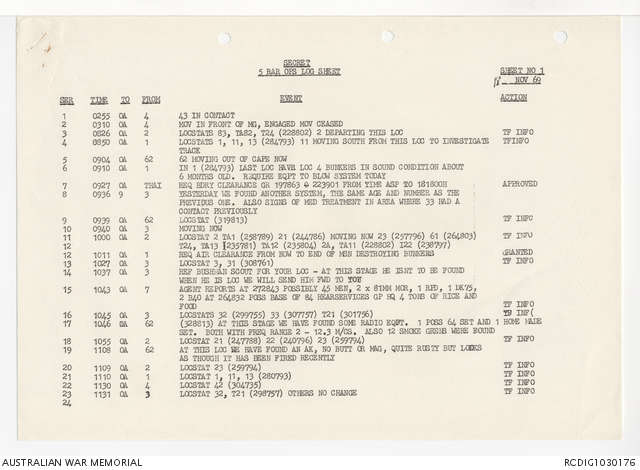 SECRET
5 RAR OPS LOG SHEET SHEET NO 1
NOV 69
SER TIME TO FROM EVENT ACTION
1 0255 OA 4 43 IN CONTACT
2 0310 OA 4 MOV IN FRONT OF MG, ENGAGED MOV CEASED
3 0826 OA 2 LOCSTATS 83, TA82, T24 (228802) 2 DEPARTING THIS LOC TF INFO
4 0850 OA 1 LOCSTATS 1, 11, 13 (284793) 11 MOVING SOUTH FROM THIS LOC TO INVESTIGATE TFINFO
TRACK
5 0904 OA 62 62 MOVING OUT OF CAPE NOW
6 0910 OA 1 IN 1 (284793) LAST LOC HAVE LOC 4 BUNKERS IN SOUND CONDITION ABOUT
6 MONTHS OLD. REQUIRE EQPT TO BLOW SYSTEM TODAY
7 0927 OA THAI REQ BDRY CLEARANCE GR 197863 223901 FROM TIME ASP TO 181800H APPROVED
8 0936 9 3 YESTERDAY WE FOUND ANOTHER SYSTEM, THE SAME AGE AND NUMBER AS THE
PREVIOUS ONE. ALSO SIGNS OF MED TREATMENT IN AREA WHERE 33 HAD A
CONTACT PREVIOUSLY
9 0939 OA 62 LOCSTAT (319813) TF INFO
10 0940 OA 3 MOVING NOW
11 1000 OA 2 LOCSTAT 2 TA1 (258789) 21 (244786) MOVING NOW 23 (257796) 61 (264803) TF INFO
12 T24, TA13 (235781) TA12 (235804) 2A, TA11 (228802) I22 (238797)
12 1011 OA 1 REQ AIR CLEARANCE FROM NOW TO END OF MSN DESTROYING BUNKERS GRANTED
13 1027 OA 3 LOCSTAT 3, 31 (308761) TF INFO
14 1037 OA 3 REF BUSHMAN SCOUT FOR YOUR LOC - AT THIS STAGE HE ISNT TO BE FOUND
WHEN HE IS LOC WE WILL SEND HIM FWD TO YOU
15 1043 OA 7 AGENT REPORTS AT 272843 POSSIBLY 45 MEN, 2 x 81MM MOR, 1 RPD, 1 DK75,
2 B40 AT 264832 POSS BASE OF 84 REARSERVICES GP HQ 4 TONS OF RICE AND
FOOD
16 1045 OA 3 LOCSTATS 32 (299755) 33 (307757) T21 (301756) TF INFO
17 1046 OA 62 (328813) AT THIS STAGE WE HAVE FOUND SOME RADIO EQPT. 1 POSS 64 SET AND 1 HOME MADE TF INF(
SET. BOTH WITH FREQ RANGE 2 - 12.3 M/CS. ALSO 12 SMOKE GRENS WERE FOUND
18 1055 OA 2 LOCSTAT 21 (247788) 22 (240796) 23 (259794) TF INFO
19 1108 OA 62 AT THIS LOC WE HAVE FOUND AN AK, NO BUTT OR MAG, QUITE RUSTY BUT LOOKS
AS THOUGH IT HAS BEEN FIRED RECENTLY TF INFO
20 1109 OA 2 LOCSTAT 23 (259794) TF INFO
21 1110 OA 1 LOCSTAT 1, 11, 13 (280793) TF INFO
22 1130 OA 4 LOCSTAT 42 (304735) TF INFO
23 1131 OA 3 LOCSTAT 32, T21 (298757) OTHERS NO CHANGE TF INFO
24
AUSTRALIAN WAR MEMORIAL RCDIG1030176